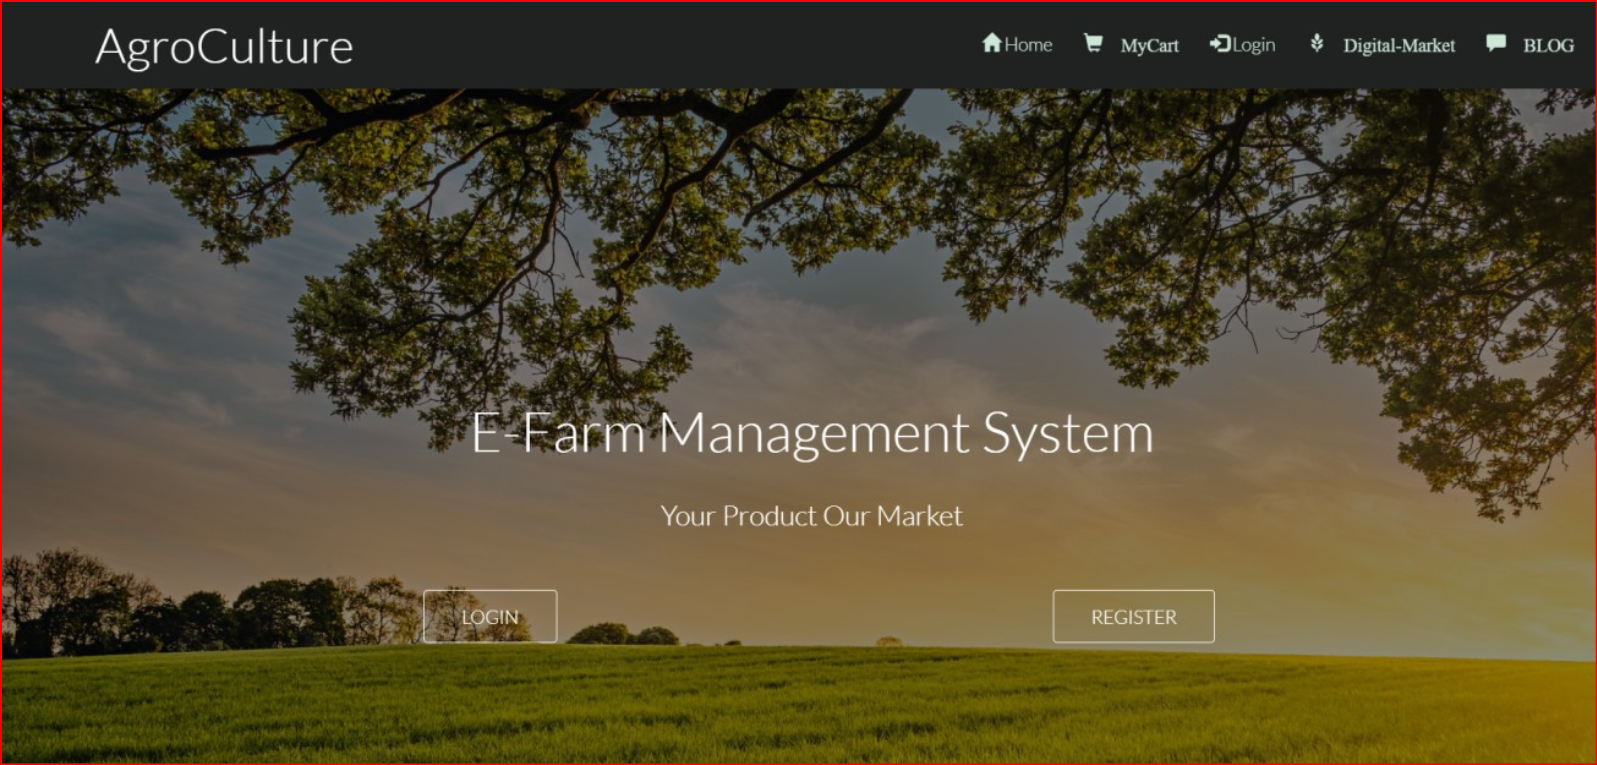 AgroCulture
Home MyCart Login Digital-Market BLOG
E-Farm Management System
Your Product Our Market
LOGIN REGISTER